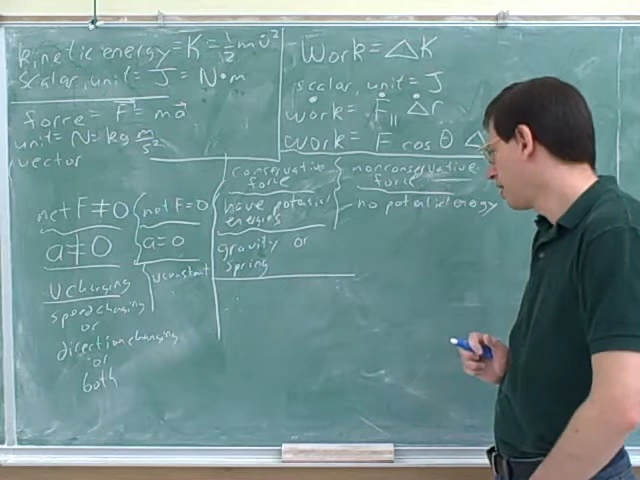 kinetic energy = K = ½mv²
scalar, unit = J = N•m
force = F⃗ = ma⃗
unit = N = kg m/s²
vector
Work = ΔK
scalar, unit = J
work = F∥ Δr
work = F cos θ Δ
net F ≠ 0
a ≠ 0
v changing
speed changing
or
direction changing
or
both
net F = 0
a = 0
v constant
conservative
force
have potential
energies
gravity or
spring
nonconservative
force
no potential energy